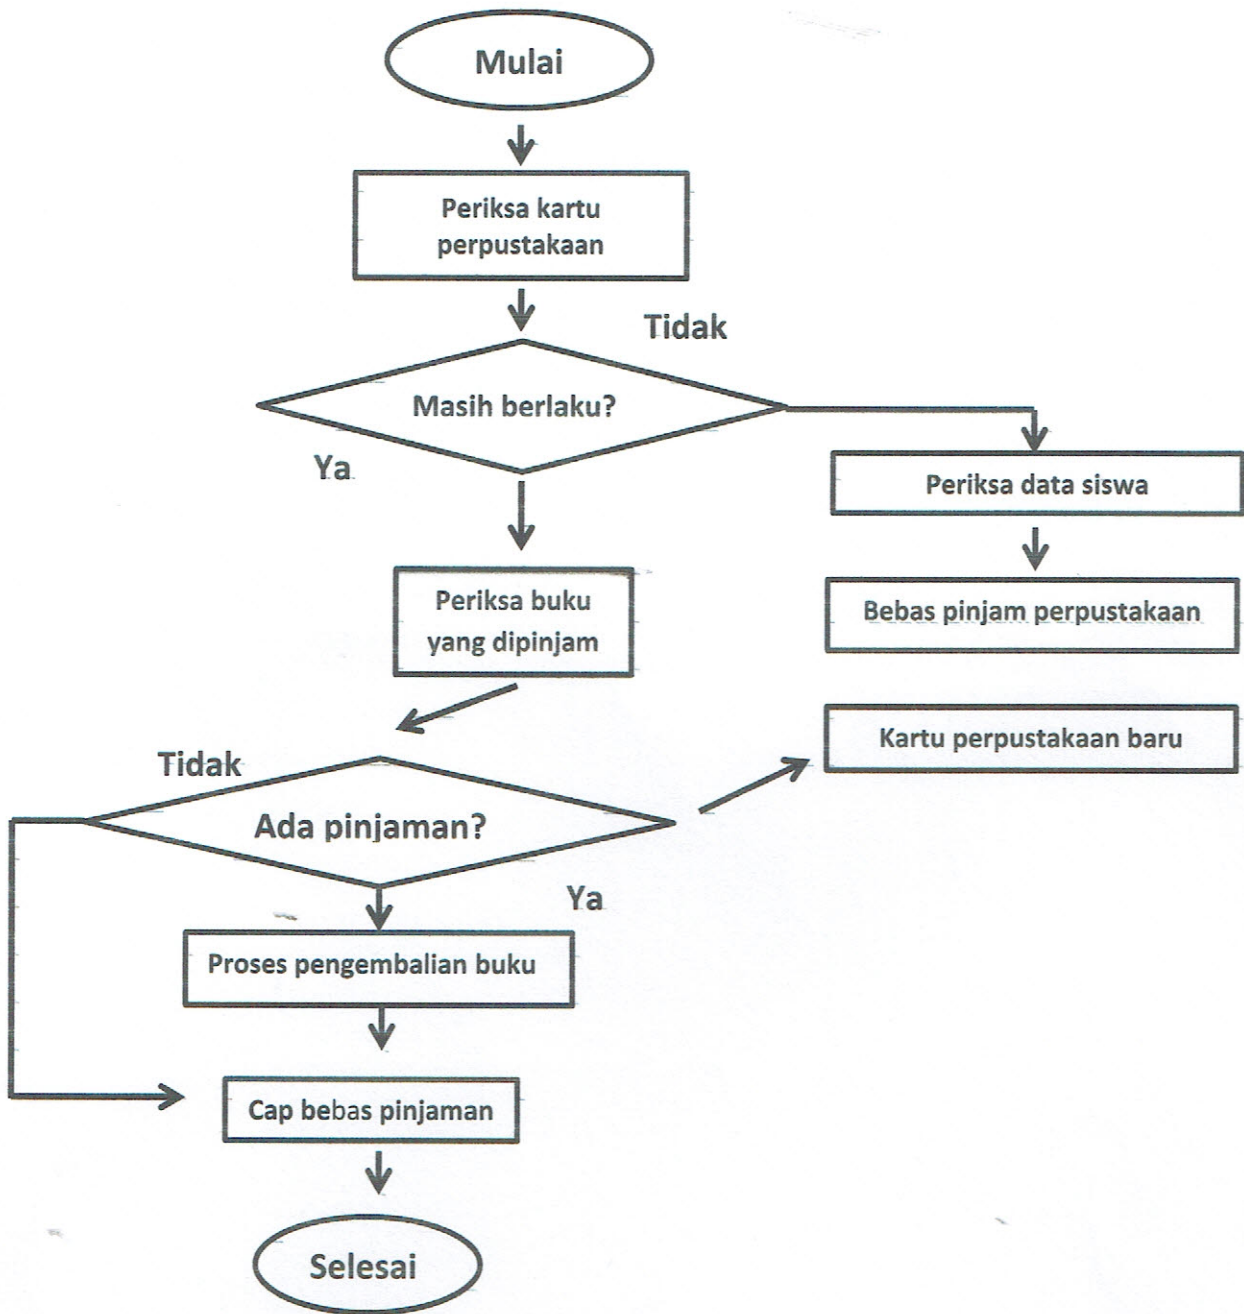 Mulai
Periksa kartu
perpustakaan
Tidak
Masih berlaku?
Ya
Periksa data siswa
Periksa buku
yang dipinjam
Bebas pinjam perpustakaan
Kartu perpustakaan baru
Tidak
Ada pinjaman?
Ya
Proses pengembalian buku
Cap bebas pinjaman
Selesai